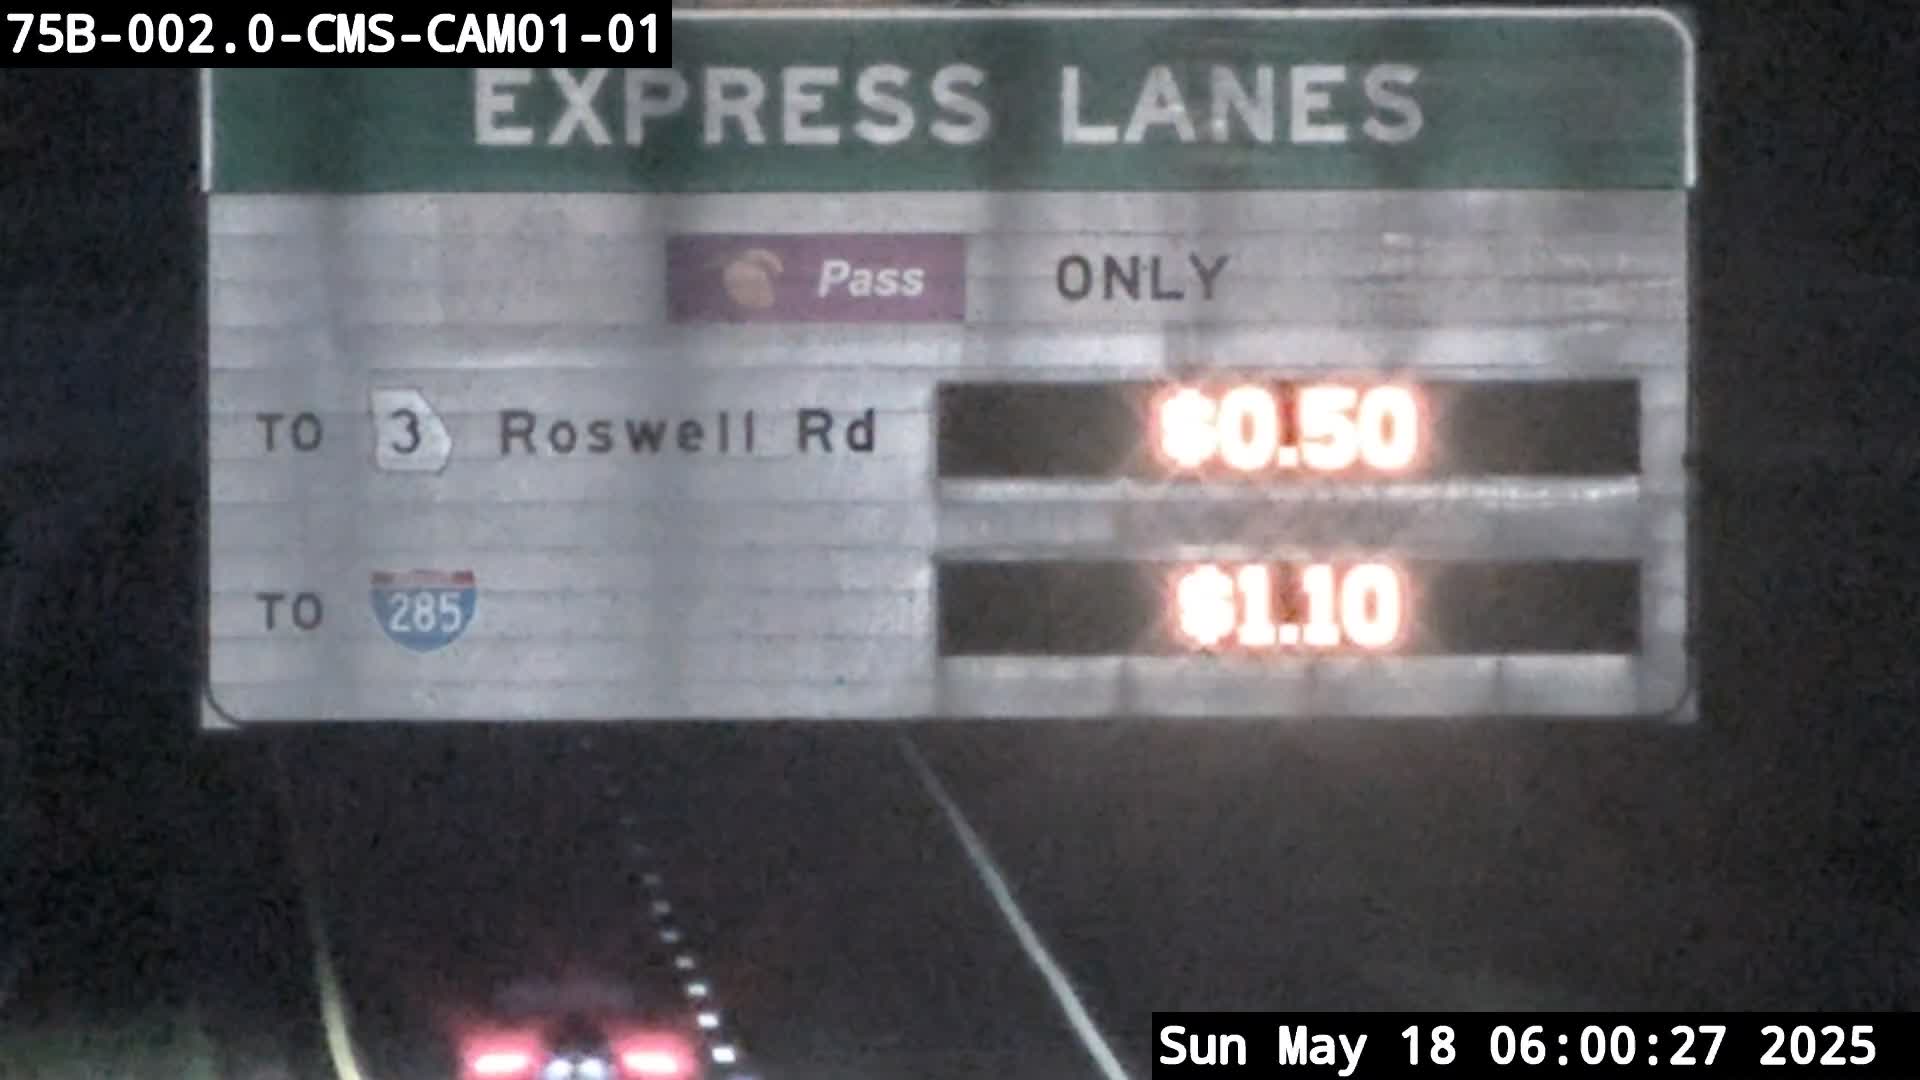 75B-002.0-CMS-CAM01-01
EXPRESS LANES
Pass ONLY
TO 3 Roswell Rd $0.50
TO 285 $1.10
Sun May 18 06:00:27 2025